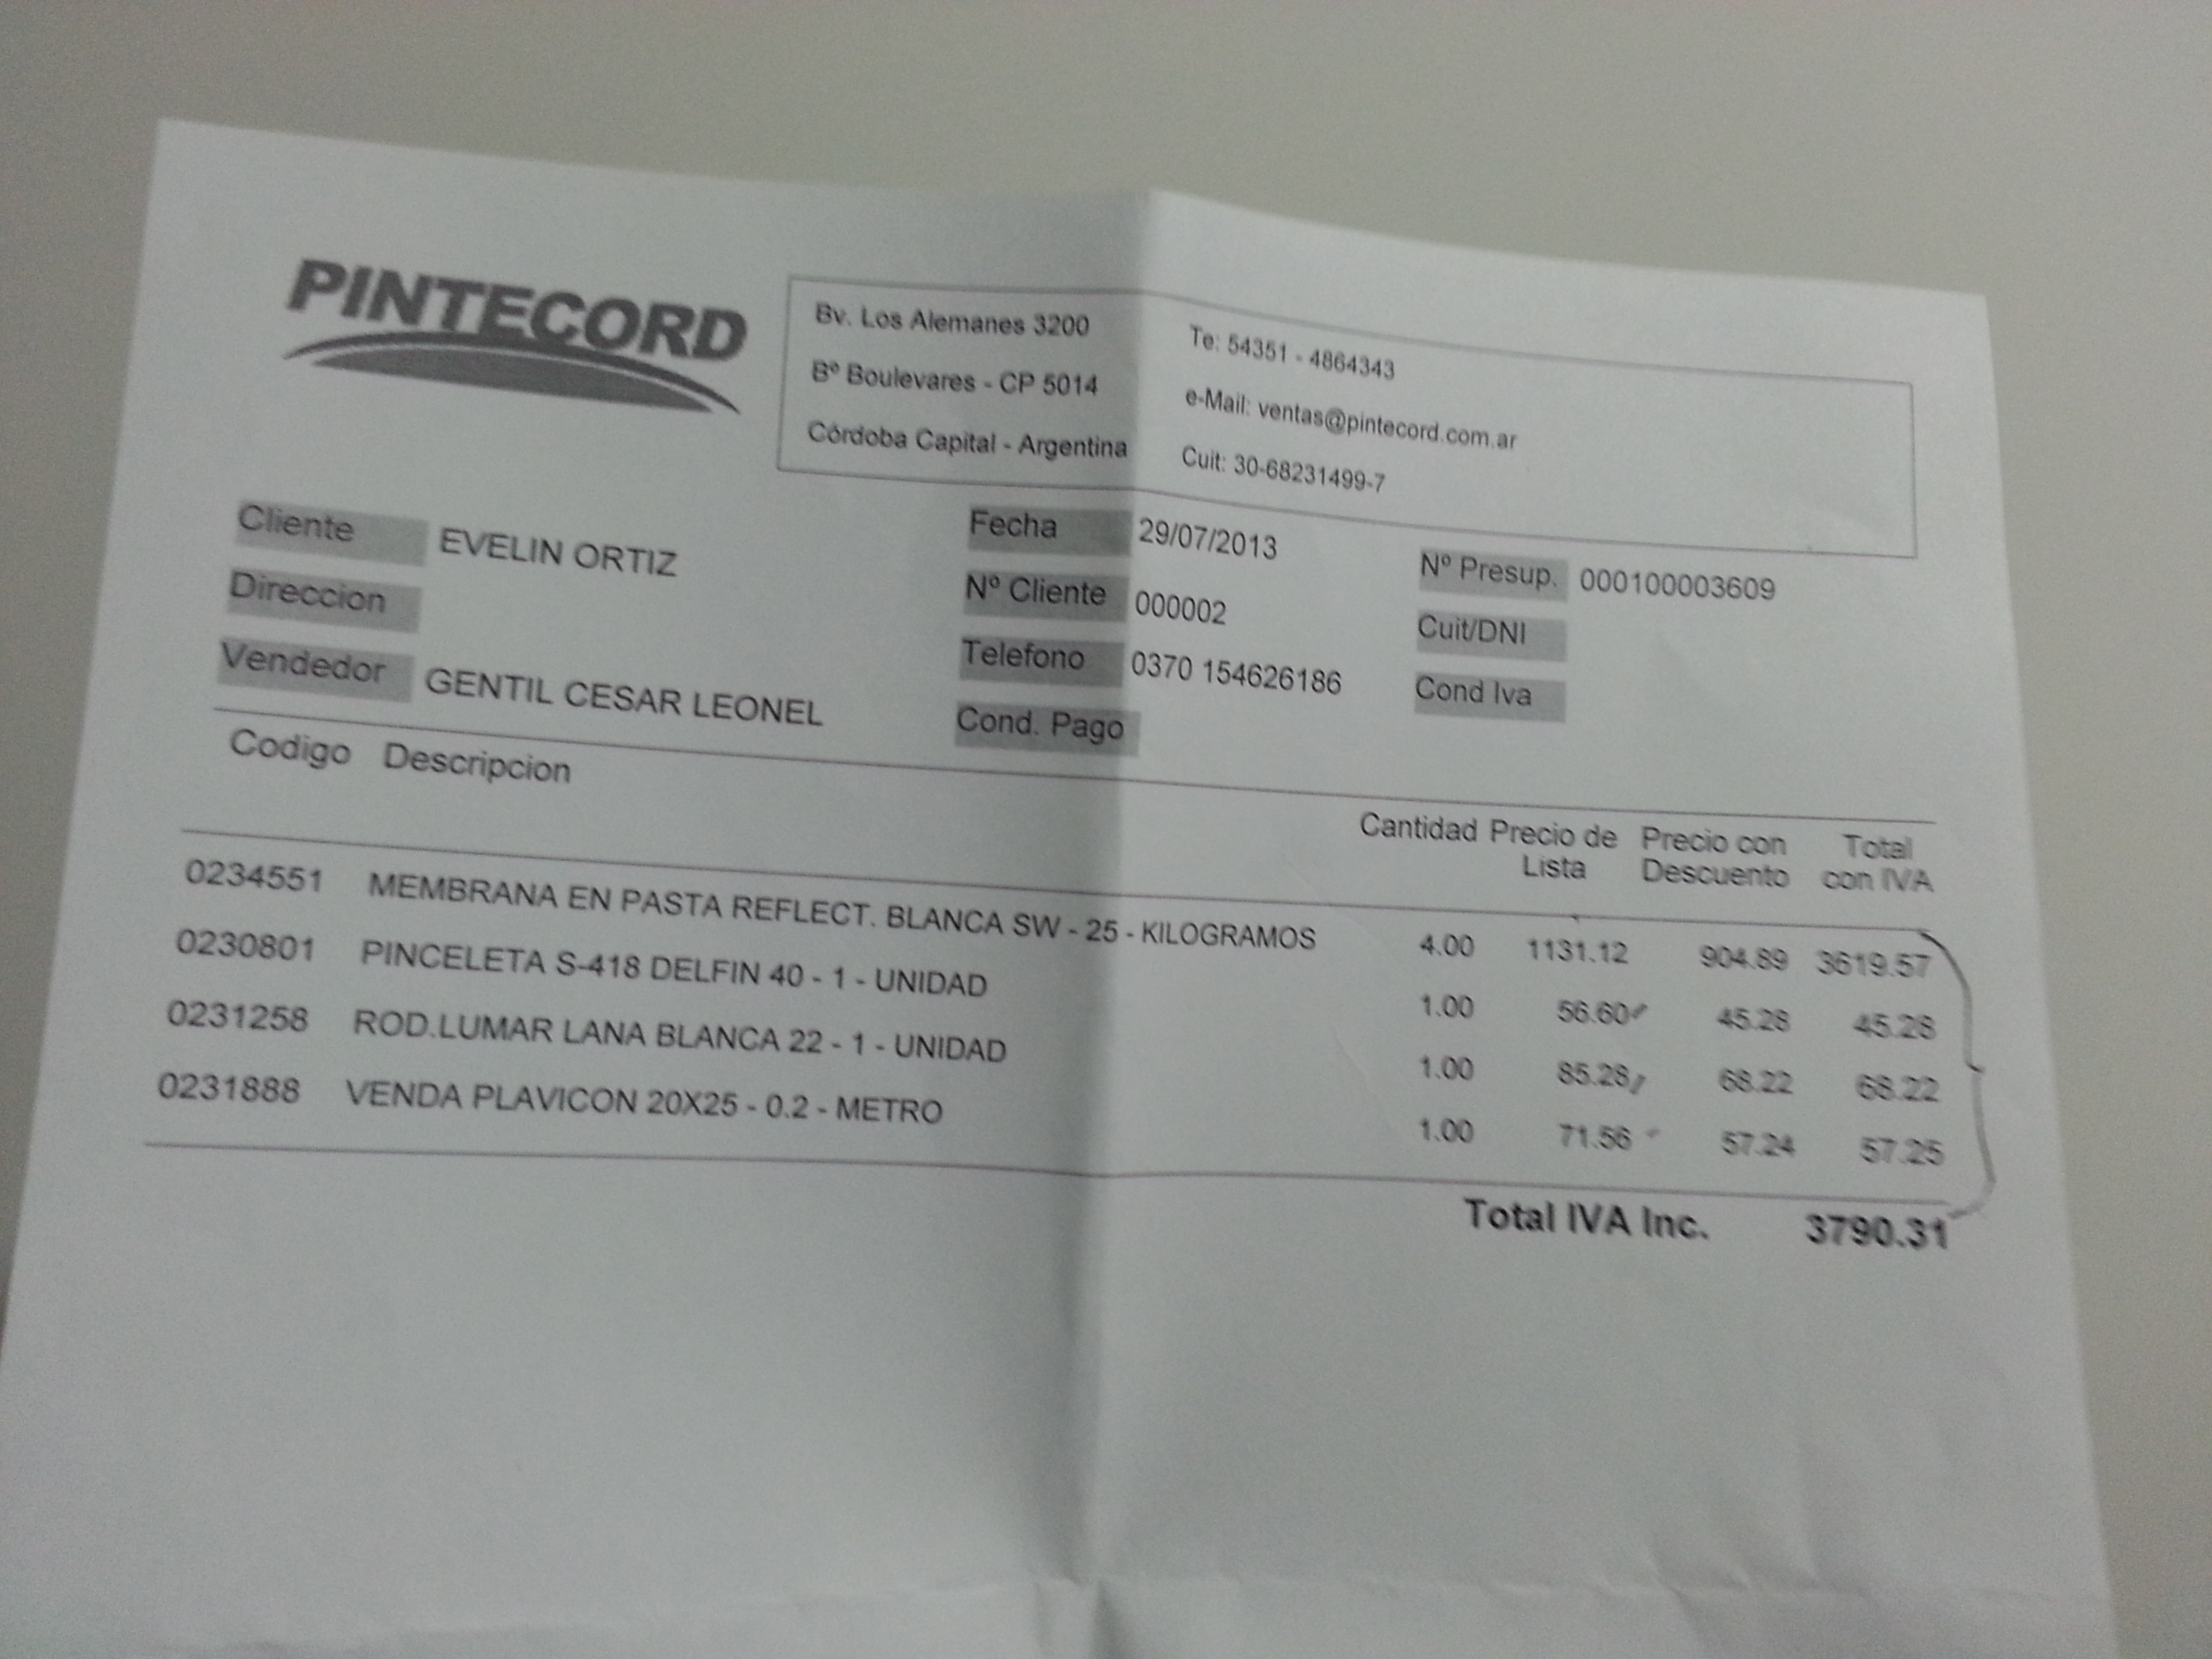 PINTECORD
Bv. Los Alemanes 3200
Bº Boulevares - CP 5014
Córdoba Capital - Argentina
Te: 54351 - 4864343
e-Mail: ventas@pintecord.com.ar
Cuit: 30-68231499-7
Cliente EVELIN ORTIZ
Direccion
Vendedor GENTIL CESAR LEONEL
Fecha 29/07/2013
Nº Cliente 000002
Telefono 0370 154626186
Cond. Pago
Nº Presup. 000100003609
Cuit/DNI
Cond Iva
Codigo Descripcion Cantidad Precio de Lista Precio con Descuento Total con IVA
0234551 MEMBRANA EN PASTA REFLECT. BLANCA SW - 25 - KILOGRAMOS 4.00 1131.12 904.89 3619.57
0230801 PINCELETA S-418 DELFIN 40 - 1 - UNIDAD 1.00 56.60 45.28 45.28
0231258 ROD.LUMAR LANA BLANCA 22 - 1 - UNIDAD 1.00 85.28 68.22 68.22
0231888 VENDA PLAVICON 20X25 - 0.2 - METRO 1.00 71.56 57.24 57.25
Total IVA Inc. 3790.31